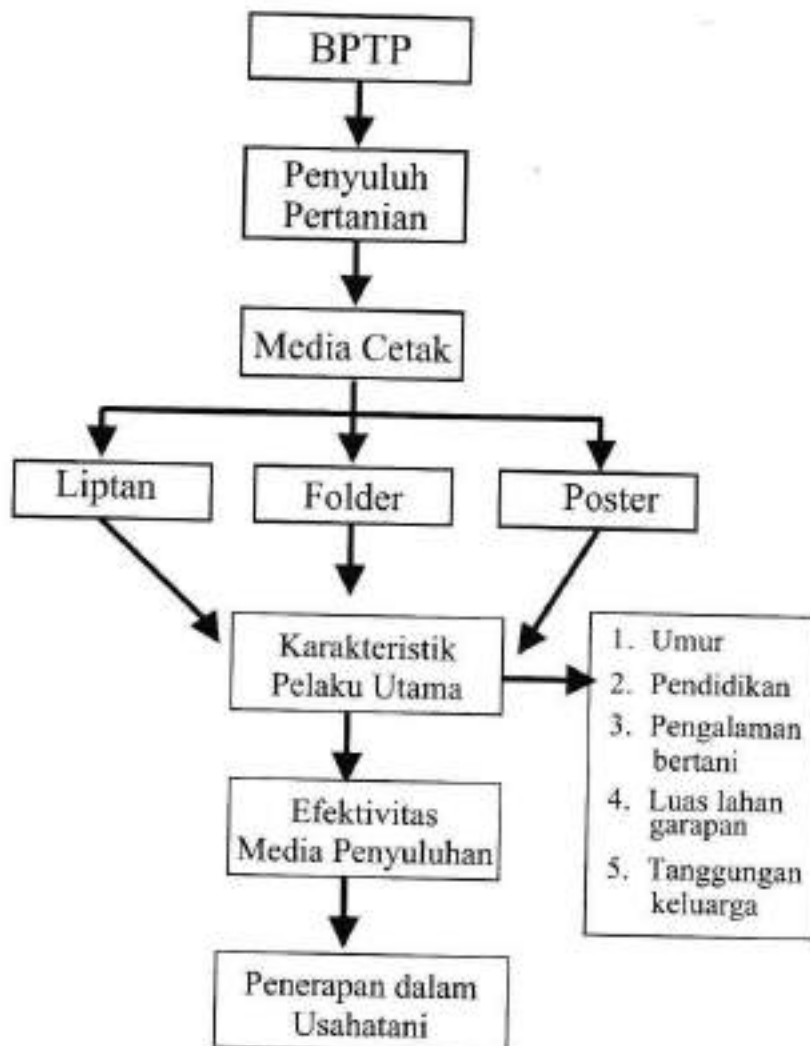 BPTP
Penyuluh
Pertanian
Media Cetak
Liptan
Folder
Poster
Karakteristik
Pelaku Utama
1. Umur
2. Pendidikan
3. Pengalaman
bertani
4. Luas lahan
garapan
5. Tanggungan
keluarga
Efektivitas
Media Penyuluhan
Penerapan dalam
Usahatani